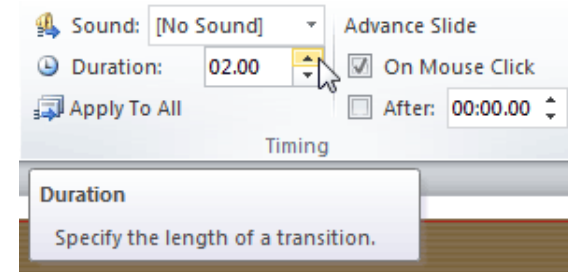 Sound: [No Sound] Advance Slide
Duration: 02.00 On Mouse Click
Apply To All After: 00:00.00
Timing
Duration
Specify the length of a transition.